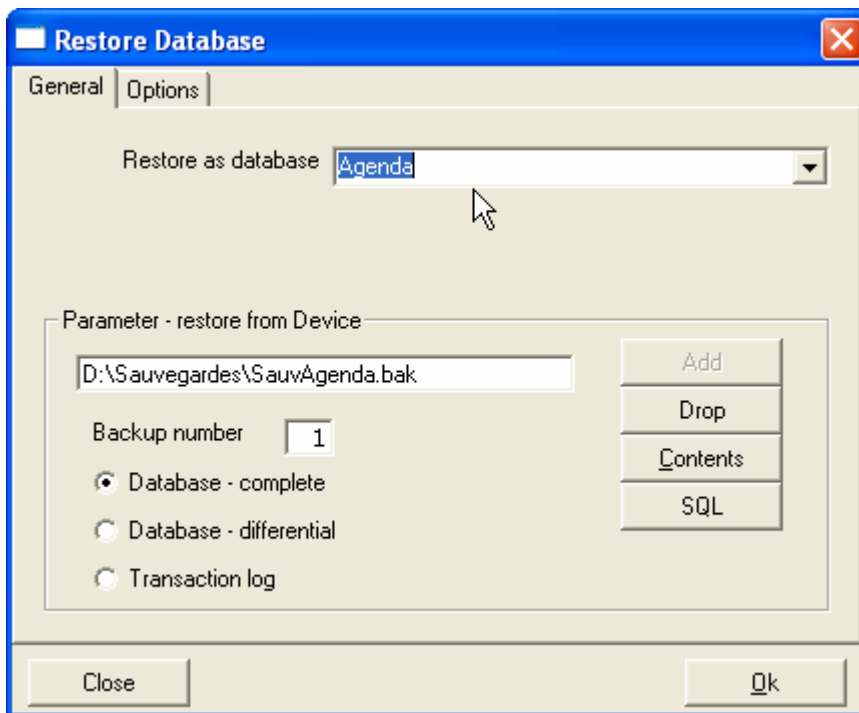 Restore Database
General Options
Restore as database Agenda
Parameter - restore from Device
D:\Sauvegardes\SauvAgenda.bak
Add
Drop
Backup number 1
Contents
Database - complete
SQL
Database - differential
Transaction log
Close Ok